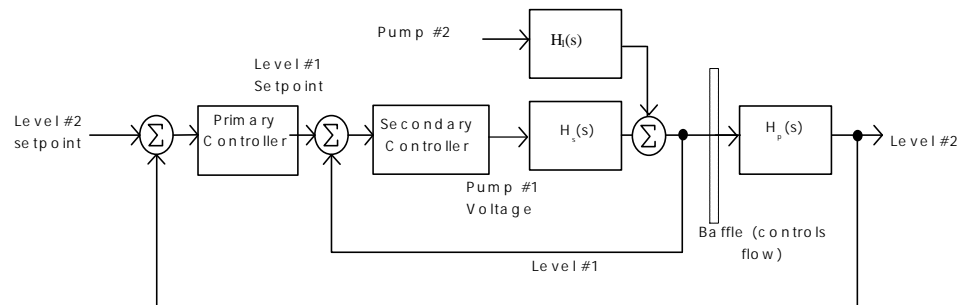 Pump #2
H_l(s)
Level #1
Setpoint
Level #2
setpoint
Σ
Primary
Controller
Σ
Secondary
Controller
H_s(s)
Σ
H_p(s)
Level #2
Pump #1
Voltage
Baffle (controls
flow)
Level #1